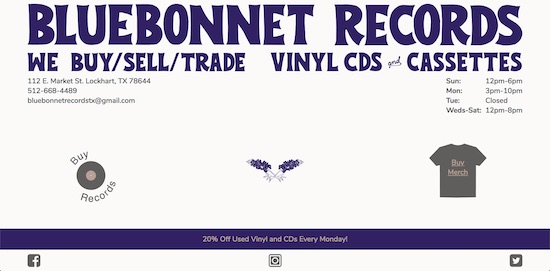 BLUEBONNET RECORDS
WE BUY/SELL/TRADE VINYL CDS and CASSETTES
112 E. Market St. Lockhart, TX 78644
512-668-4489
bluebonnetrecordstx@gmail.com
Sun: 12pm-6pm
Mon: 3pm-10pm
Tue: Closed
Weds-Sat: 12pm-8pm
Buy
Records
Buy
Merch
20% Off Used Vinyl and CDs Every Monday!